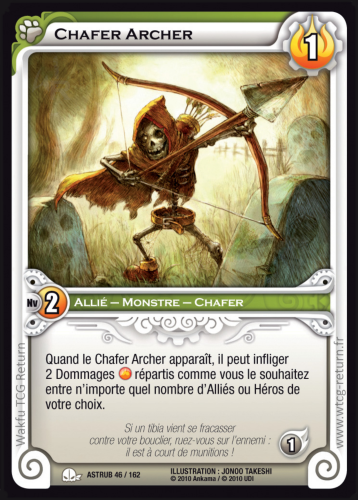 CHAFER ARCHER
1
Nv 2 ALLIÉ – MONSTRE – CHAFER
Quand le Chafer Archer apparaît, il peut infliger
2 Dommages répartis comme vous le souhaitez
entre n'importe quel nombre d'Alliés ou Héros de
votre choix.
Si un tibia vient se fracasser
contre votre bouclier, ruez-vous sur l'ennemi :
il est à court de munitions !
1
ASTRUB 46 / 162
ILLUSTRATION : JONOO TAKESHI
© 2010 Ankama / © 2010 UDI
Wakfu TCG Return
www.wtcg-return.fr